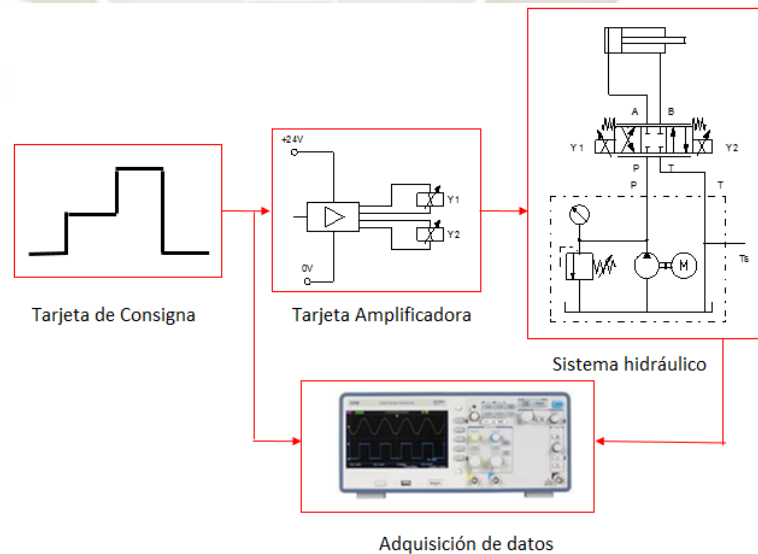 +24V
0V
Y1
Y2
Tarjeta de Consigna
Tarjeta Amplificadora
A B
Y1
Y2
P T
P
T
Ts
M
Sistema hidráulico
Adquisición de datos